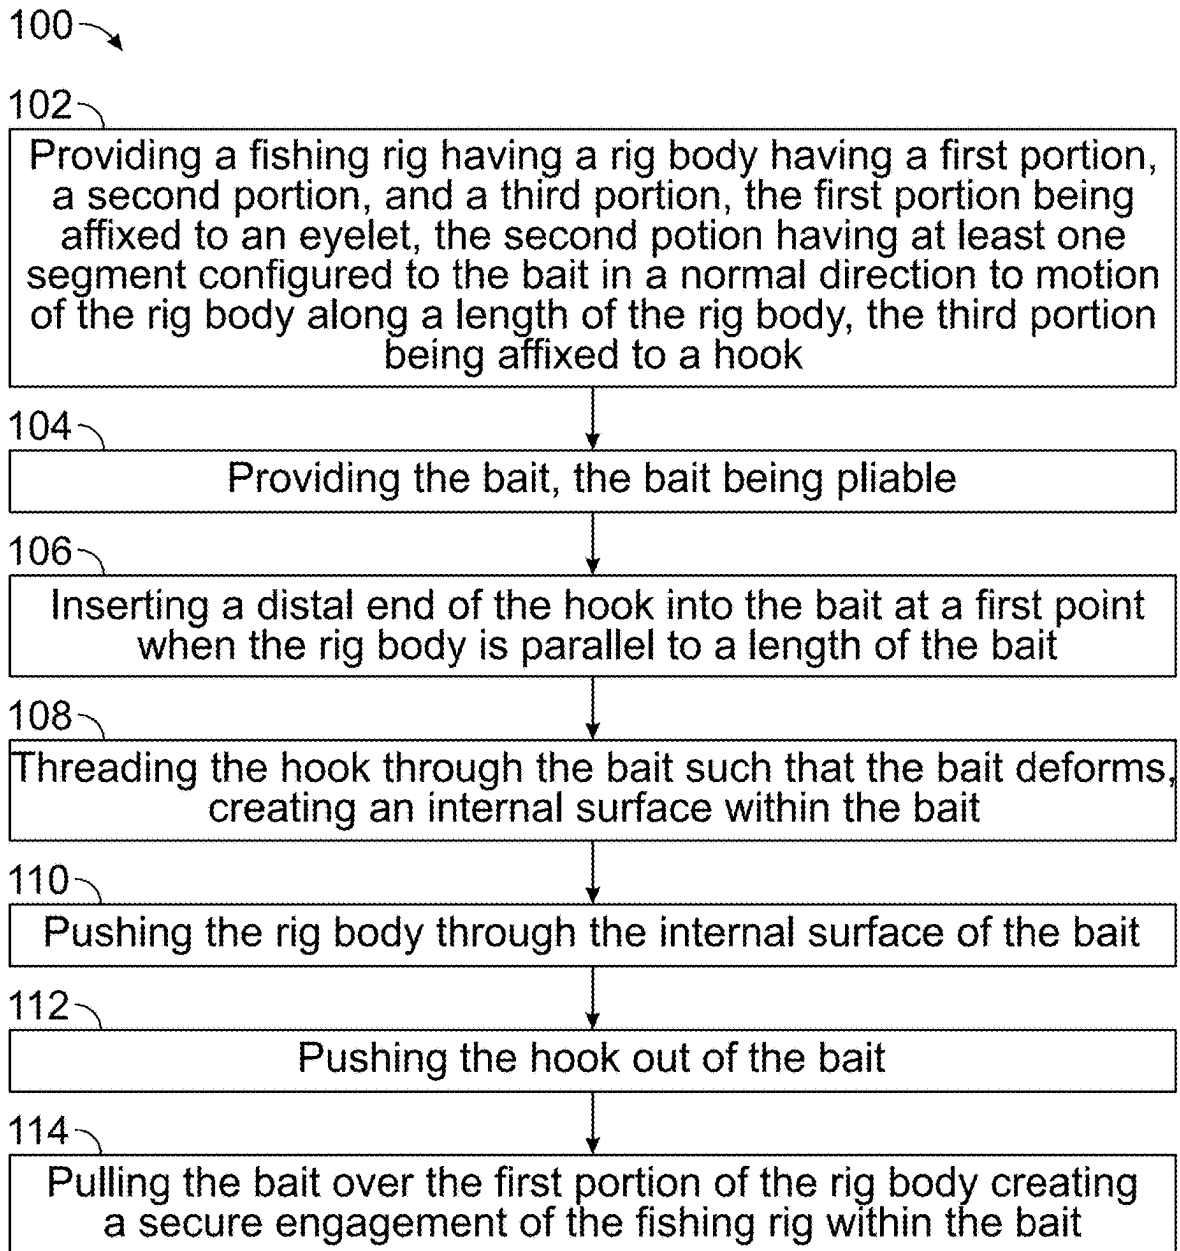 100
102
Providing a fishing rig having a rig body having a first portion,
a second portion, and a third portion, the first portion being
affixed to an eyelet, the second potion having at least one
segment configured to the bait in a normal direction to motion
of the rig body along a length of the rig body, the third portion
being affixed to a hook
104
Providing the bait, the bait being pliable
106
Inserting a distal end of the hook into the bait at a first point
when the rig body is parallel to a length of the bait
108
Threading the hook through the bait such that the bait deforms,
creating an internal surface within the bait
110
Pushing the rig body through the internal surface of the bait
112
Pushing the hook out of the bait
114
Pulling the bait over the first portion of the rig body creating
a secure engagement of the fishing rig within the bait